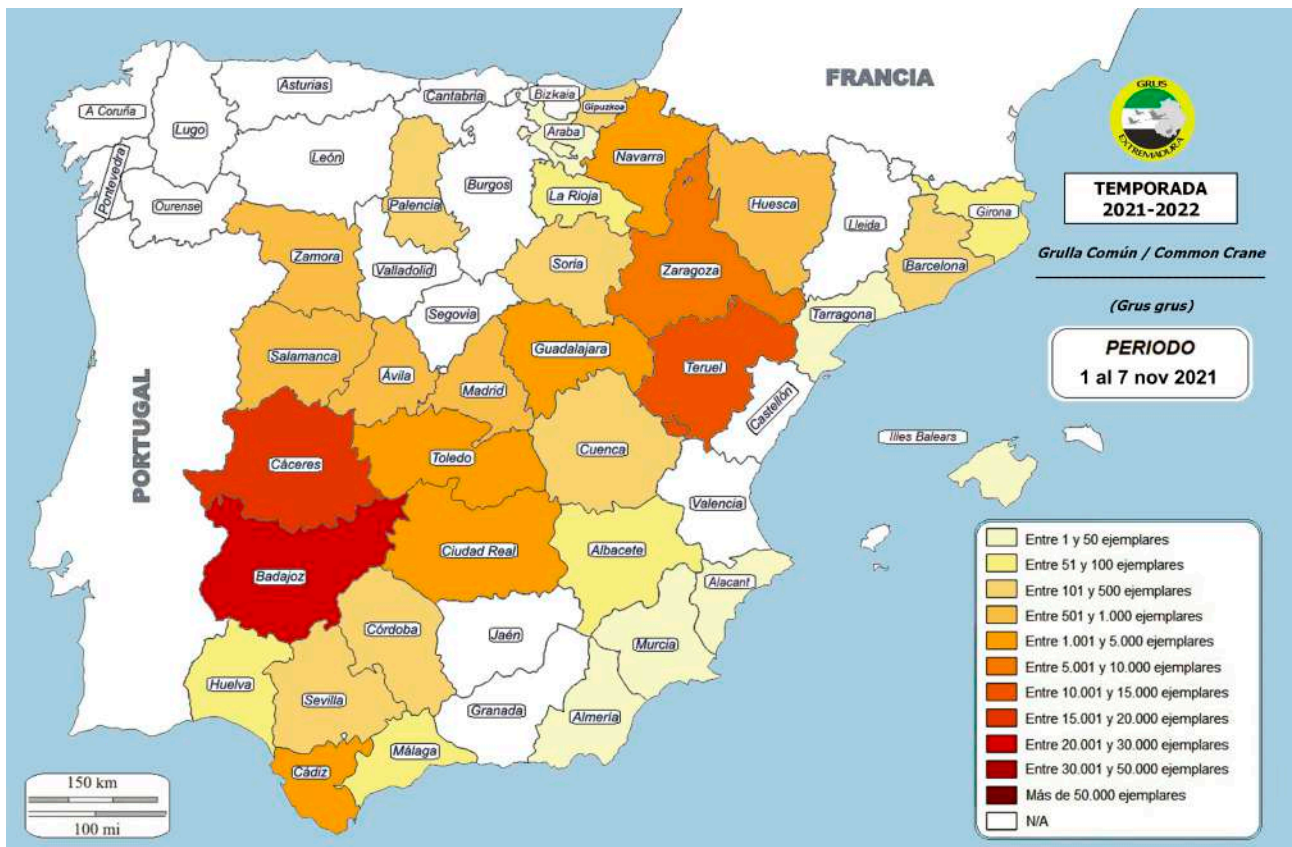 FRANCIA
GRUS
EXTREMADURA
TEMPORADA
2021-2022
Grulla Común / Common Crane
(Grus grus)
PERIODO
1 al 7 nov 2021
A Coruña
Lugo
Asturias
Cantabria
Bizkaia
Gipuzkoa
Araba
Navarra
Pontevedra
Ourense
León
Palencia
Burgos
La Rioja
Huesca
Lleida
Girona
Barcelona
Zamora
Valladolid
Soria
Zaragoza
Tarragona
Segovia
Salamanca
Ávila
Madrid
Guadalajara
Teruel
Castellón
PORTUGAL
Cáceres
Toledo
Cuenca
Illes Balears
Valencia
Badajoz
Ciudad Real
Albacete
Alacant
Córdoba
Jaén
Murcia
Huelva
Sevilla
Granada
Almería
Málaga
Cádiz
Entre 1 y 50 ejemplares
Entre 51 y 100 ejemplares
Entre 101 y 500 ejemplares
Entre 501 y 1.000 ejemplares
Entre 1.001 y 5.000 ejemplares
Entre 5.001 y 10.000 ejemplares
Entre 10.001 y 15.000 ejemplares
Entre 15.001 y 20.000 ejemplares
Entre 20.001 y 30.000 ejemplares
Entre 30.001 y 50.000 ejemplares
Más de 50.000 ejemplares
N/A
150 km
100 mi